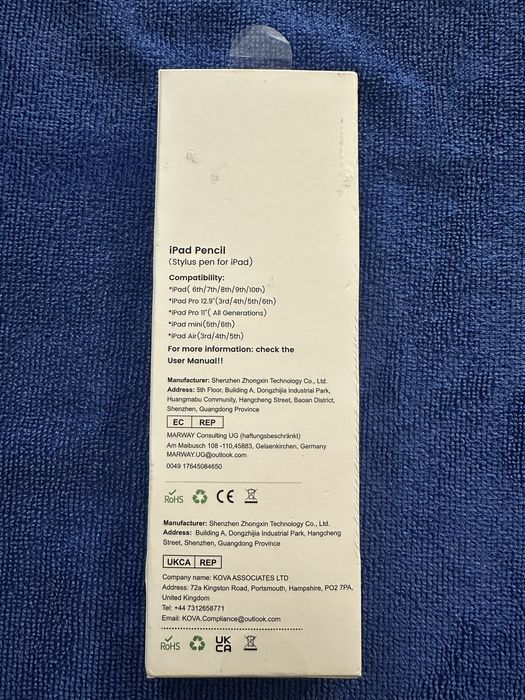 iPad Pencil
(Stylus pen for iPad)
Compatibility:
*iPad( 6th/7th/8th/9th/10th)
*iPad Pro 12.9"(3rd/4th/5th/6th)
*iPad Pro 11"( All Generations)
*iPad mini(5th/6th)
*iPad Air(3rd/4th/5th)
For more information: check the
User Manual!!
Manufacturer: Shenzhen Zhongxin Technology Co., Ltd.
Address: 5th Floor, Building A, Dongzhijia Industrial Park,
Huangmabu Community, Hangcheng Street, Baoan District,
Shenzhen, Guangdong Province
EC REP
MARWAY Consulting UG (haftungsbeschränkt)
Am Maibusch 108 -110,45883, Gelsenkirchen, Germany
MARWAY.UG@outlook.com
0049 17645084650
RoHS CE
Manufacturer: Shenzhen Zhongxin Technology Co., Ltd.
Address: Building A, Dongzhijia Industrial Park, Hangcheng
Street, Shenzhen, Guangdong Province
UKCA REP
Company name: KOVA ASSOCIATES LTD
Address: 72a Kingston Road, Portsmouth, Hampshire, PO2 7PA,
United Kingdom
Tel: +44 7312658771
Email: KOVA.Compliance@outlook.com
RoHS UK
CA